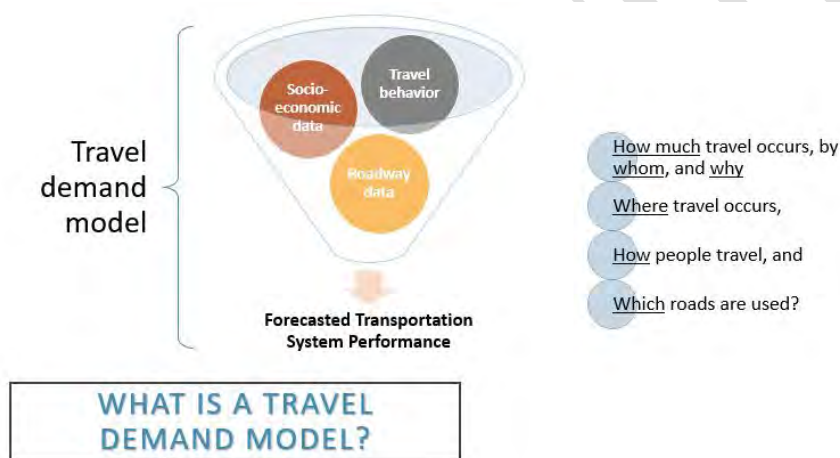 Travel
demand
model
Socio-
economic
data
Travel
behavior
Roadway
data
Forecasted Transportation
System Performance
How much travel occurs, by
whom, and why
Where travel occurs,
How people travel, and
Which roads are used?
WHAT IS A TRAVEL
DEMAND MODEL?